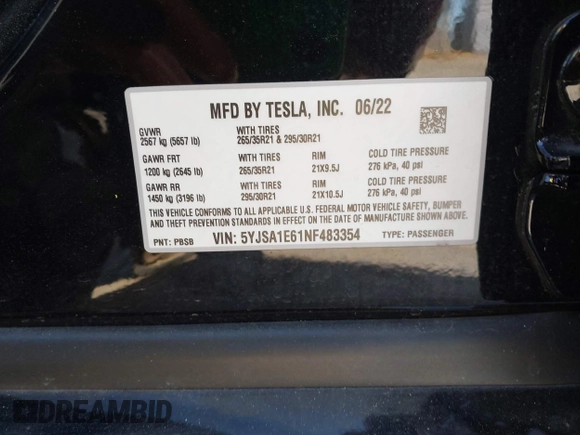 MFD BY TESLA, INC. 06/22
GVWR WITH TIRES
2567 kg (5657 lb) 265/35R21 & 295/30R21
GAWR FRT WITH TIRES RIM COLD TIRE PRESSURE
1200 kg (2645 lb) 265/35R21 21X9.5J 276 kPa, 40 psi
GAWR RR
1450 kg (3196 lb) 295/30R21 RIM 21X10.5J COLD TIRE PRESSURE 276 kPa, 40 psi
THIS VEHICLE CONFORMS TO ALL APPLICABLE U.S. FEDERAL MOTOR VEHICLE SAFETY, BUMPER
AND THEFT PREVENTION STANDARDS IN EFFECT ON THE DATE OF MANUFACTURE SHOWN ABOVE.
PNT: PBSB VIN: 5YJSA1E61NF483354 TYPE: PASSENGER
DREAMBID